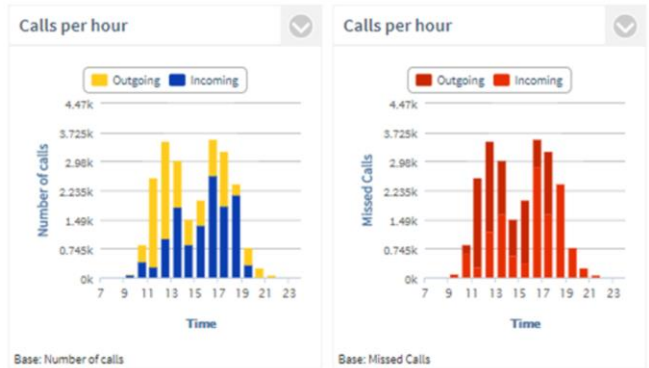 Calls per hour
Outgoing Incoming
4.47k
3.725k
2.98k
2.235k
1.49k
0.745k
0k
Number of calls
7 9 11 13 15 17 19 21 23
Time
Base: Number of calls
Calls per hour
Outgoing Incoming
4.47k
3.725k
2.98k
2.235k
1.49k
0.745k
0k
Missed Calls
7 9 11 13 15 17 19 21 23
Time
Base: Missed Calls